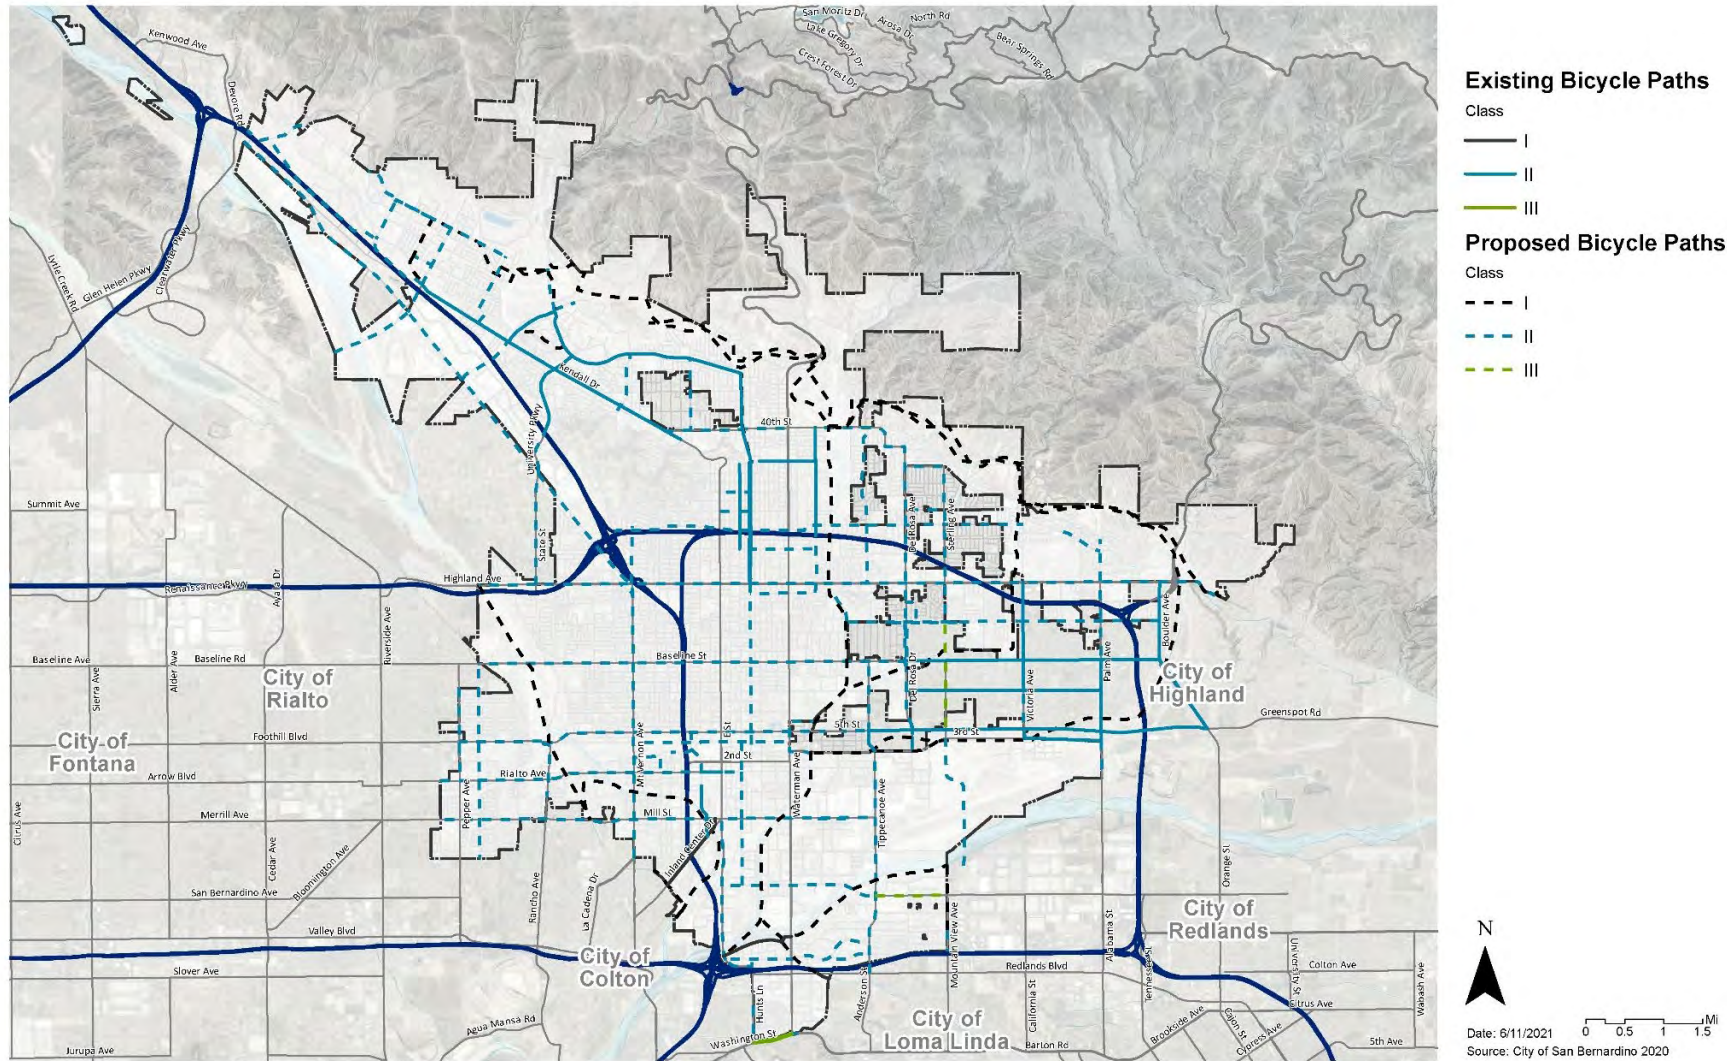 San Moritz Dr
North Rd
Arosa Dr
Lake Gregory Dr
Bear Springs Rd
Crest Forest Dr
Kenwood Ave
Devore Rd
Lytle Creek Rd
Glen Helen Pkwy
Clearwater Pkwy
Kendall Dr
University Pkwy
40th St
Summit Ave
State St
Del Rosa Ave
Sterling Ave
Highland Ave
Renaissance Pkwy
Ayala Dr
Riverside Ave
Boulder Ave
Baseline Ave
Baseline Rd
Baseline St
Alder Ave
Sierra Ave
Del Rosa Dr
Palm Ave
Victoria Ave
City of
Rialto
City of
Highland
Greenspot Rd
5th St
3rd St
E St
2nd St
Foothill Blvd
City of
Fontana
Mt Vernon Ave
Waterman Ave
Arrow Blvd
Rialto Ave
Pepper Ave
Tippecanoe Ave
Citrus Ave
Merrill Ave
Mill St
Cedar Ave
Bloomington Ave
Inland Center Dr
Orange St
San Bernardino Ave
Rancho Ave
La Cadena Dr
Mountain View Ave
City of
Redlands
Valley Blvd
City of
Colton
Alabama St
Tennessee St
Slover Ave
Redlands Blvd
University St
Colton Ave
Wabash Ave
Hunts Ln
Anderson St
California St
Citrus Ave
Agua Mansa Rd
Washington St
City of
Loma Linda
Brookside Ave
Cajon St
Cypress Ave
Barton Rd
5th Ave
Jurupa Ave
Existing Bicycle Paths
Class
I
II
III
Proposed Bicycle Paths
Class
I
II
III
N
0 0.5 1 1.5 Mi
Date: 6/11/2021
Source: City of San Bernardino 2020